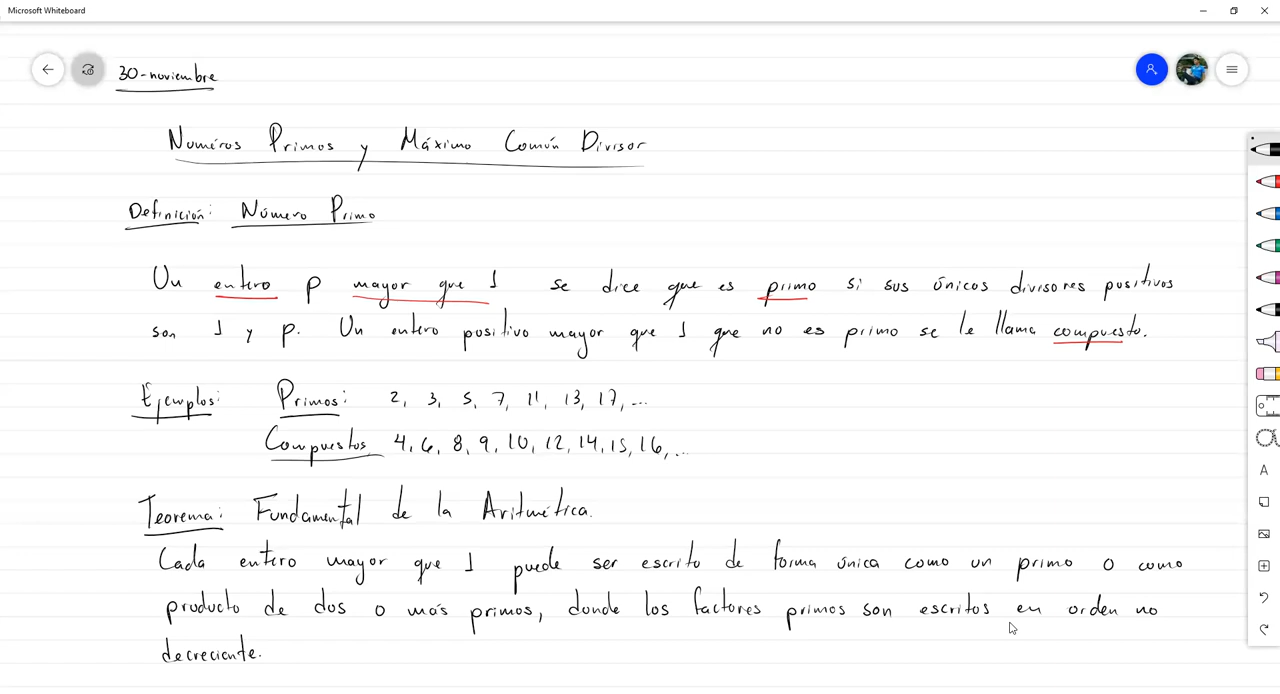 Microsoft Whiteboard
30-noviembre
Numéros Primos y Máximo Común Divisor
Definición: Número Primo
Un entero p mayor que 1 se dice que es primo si sus únicos divisores positivos
son 1 y p. Un entero positivo mayor que 1 que no es primo se le llama compuesto.
Ejemplos: Primos: 2, 3, 5, 7, 11, 13, 17, ...
Compuestos 4, 6, 8, 9, 10, 12, 14, 15, 16, ...
Teorema: Fundamental de la Aritmética.
Cada entero mayor que 1 puede ser escrito de forma única como un primo o como
producto de dos o más primos, donde los factores primos son escritos en orden no
decreciente.
A